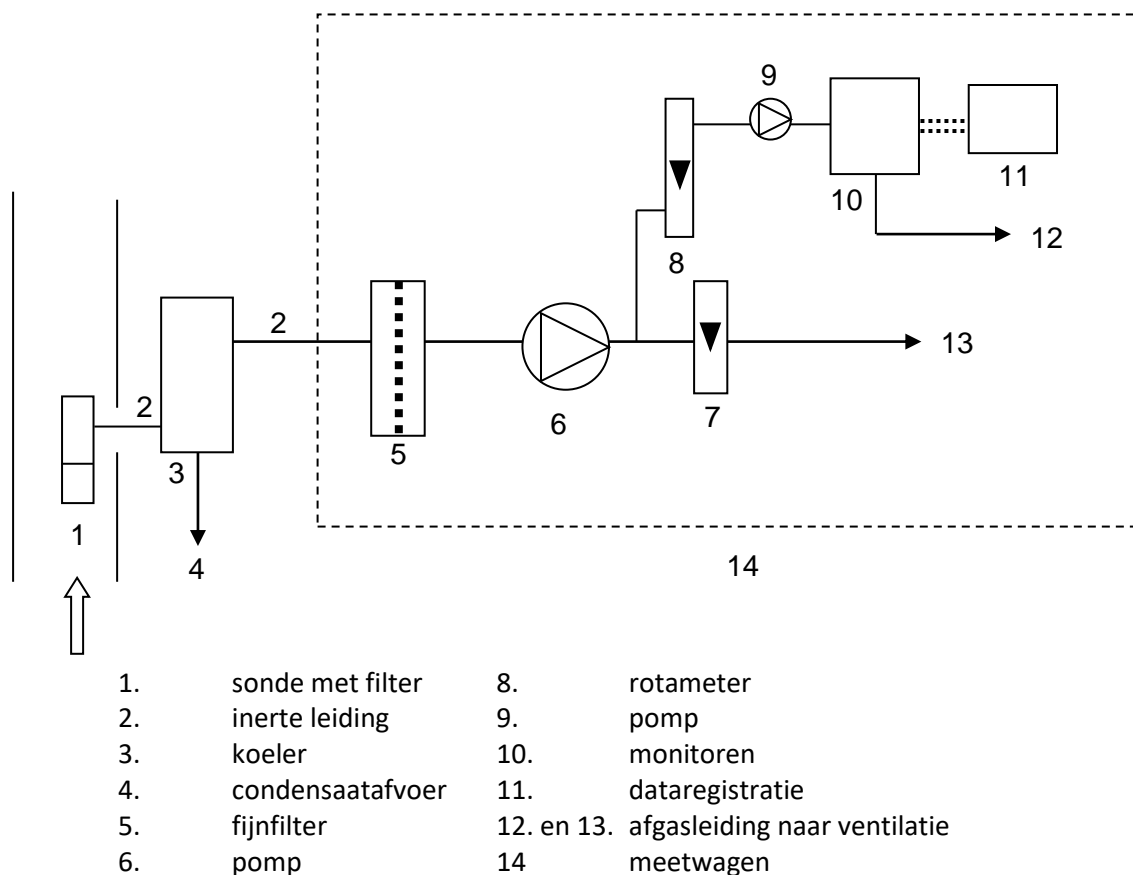 9
10
11
12
8
2
13
2
5
6
7
3
1
4
14
1. sonde met filter 8. rotameter
2. inerte leiding 9. pomp
3. koeler 10. monitoren
4. condensaatafvoer 11. dataregistratie
5. fijnfilter 12. en 13. afgasleiding naar ventilatie
6. pomp 14 meetwagen